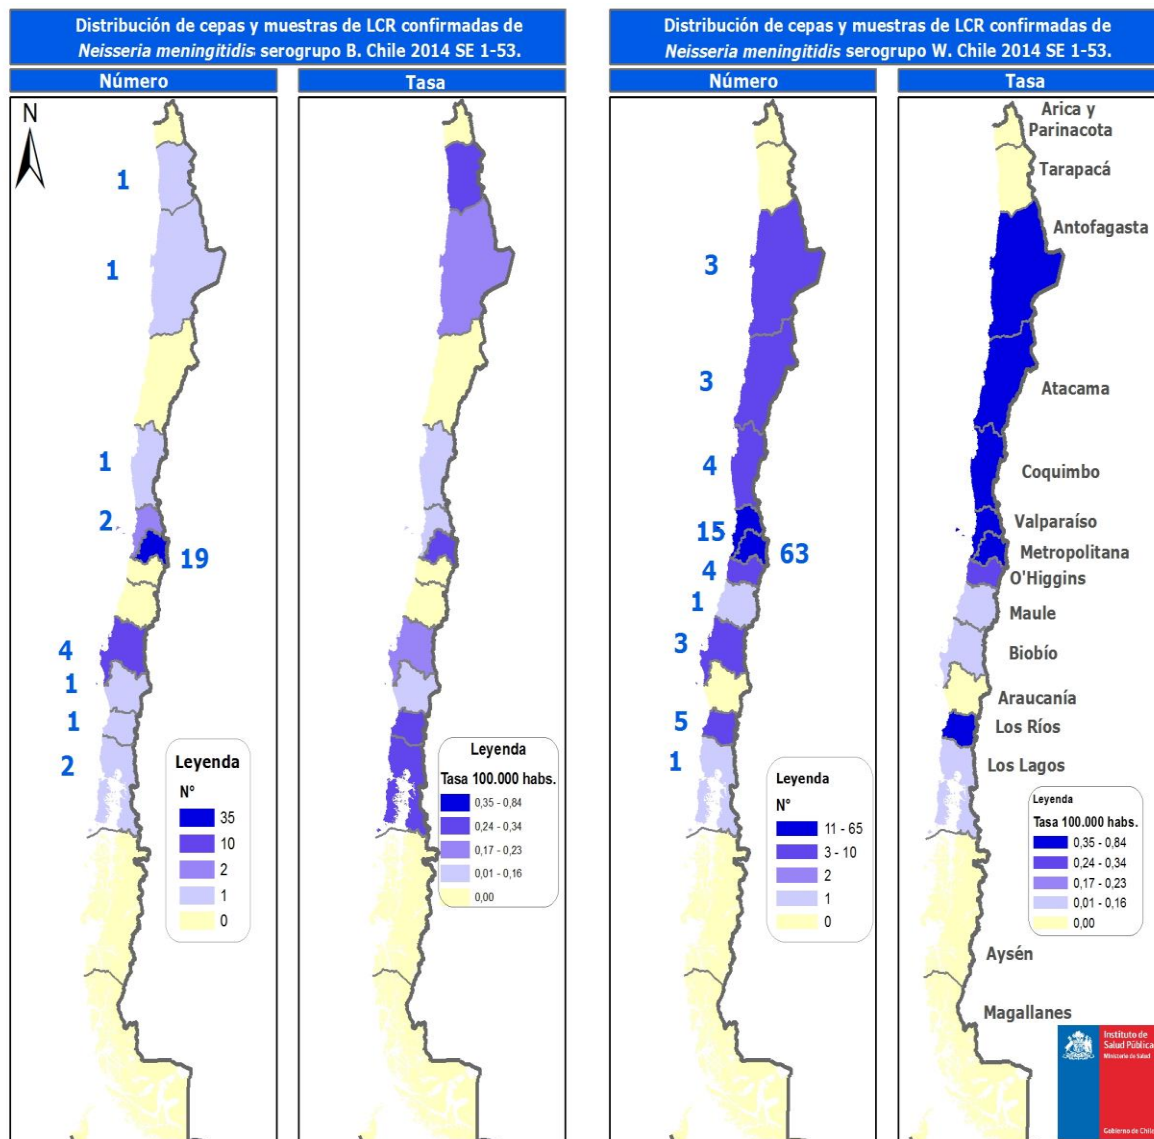 Distribución de cepas y muestras de LCR confirmadas de
Neisseria meningitidis serogrupo B. Chile 2014 SE 1-53.
Número
Tasa
N
1
1
1
2
19
4
1
1
2
Leyenda
N°
35
10
2
1
0
Leyenda
Tasa 100.000 habs.
0,35 - 0,84
0,24 - 0,34
0,17 - 0,23
0,01 - 0,16
0,00
Distribución de cepas y muestras de LCR confirmadas de
Neisseria meningitidis serogrupo W. Chile 2014 SE 1-53.
Número
Tasa
3
3
4
15
63
4
1
3
5
1
Leyenda
N°
11 - 65
3 - 10
2
1
0
Arica y
Parinacota
Tarapacá
Antofagasta
Atacama
Coquimbo
Valparaíso
Metropolitana
O'Higgins
Maule
Biobío
Araucanía
Los Ríos
Los Lagos
Leyenda
Tasa 100.000 habs.
0,35 - 0,84
0,24 - 0,34
0,17 - 0,23
0,01 - 0,16
0,00
Aysén
Magallanes
Instituto de
Salud Pública
Ministerio de Salud
Gobierno de Chile